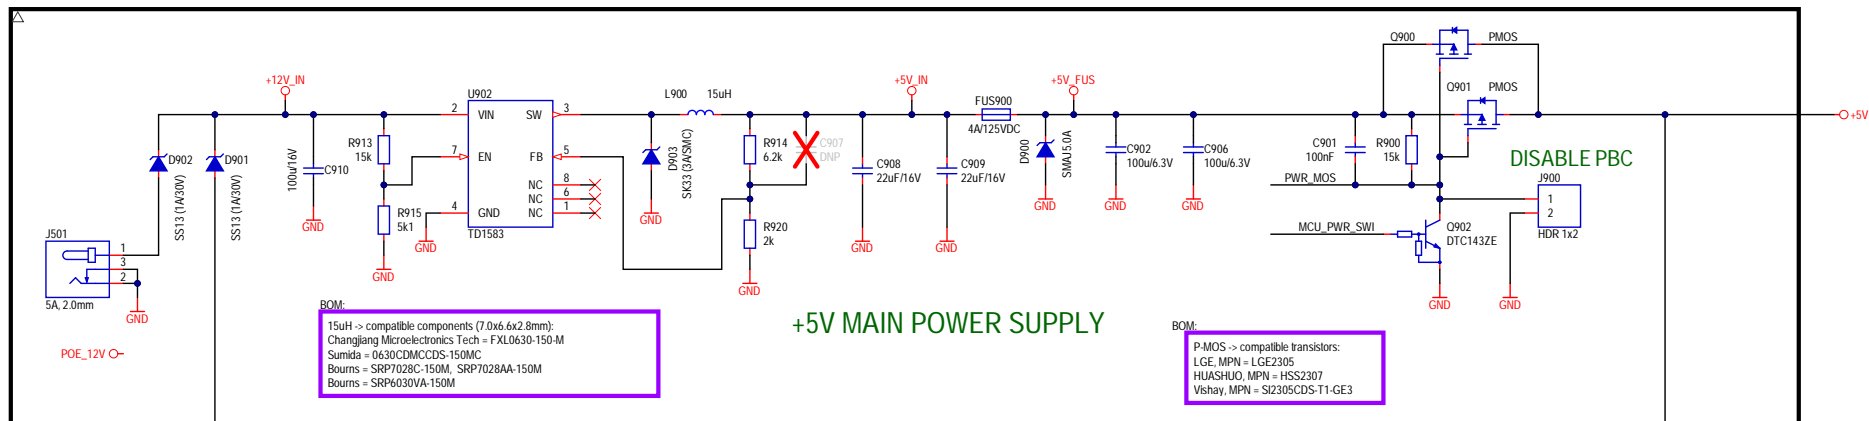 +12V_IN
U902
2
VIN
SW
3
7
EN
FB
5
NC
8
NC
6
NC
1
4
GND
TD1583
R913
15k
R915
5k1
GND
GND
100u/16V
C910
GND
D902
SS13 (1A/30V)
D901
SS13 (1A/30V)
J501
1
3
2
5A, 2.0mm
GND
POE_12V
L900
15uH
D903
SK33 (3A/SMC)
GND
R914
6.2k
C907
DNP
R920
2k
GND
+5V_IN
C908
22uF/16V
GND
C909
22uF/16V
GND
FUS900
4A/125VDC
+5V_FUS
D900
SMAJ5.0A
GND
C902
100u/6.3V
GND
C906
100u/6.3V
GND
Q900
PMOS
Q901
PMOS
C901
100nF
R900
15k
PWR_MOS
MCU_PWR_SWI
Q902
DTC143ZE
GND
DISABLE PBC
J900
1
2
HDR 1x2
GND
+5V
+5V MAIN POWER SUPPLY
BOM:
15uH -> compatible components (7.0x6.6x2.8mm):
Changjiang Microelectronics Tech = FXL0630-150-M
Sumida = 0630CDMCCDS-150MC
Bourns = SRP7028C-150M, SRP7028AA-150M
Bourns = SRP6030VA-150M
BOM:
P-MOS -> compatible transistors:
LGE, MPN = LGE2305
HUASHUO, MPN = HSS2307
Vishay, MPN = SI2305CDS-T1-GE3